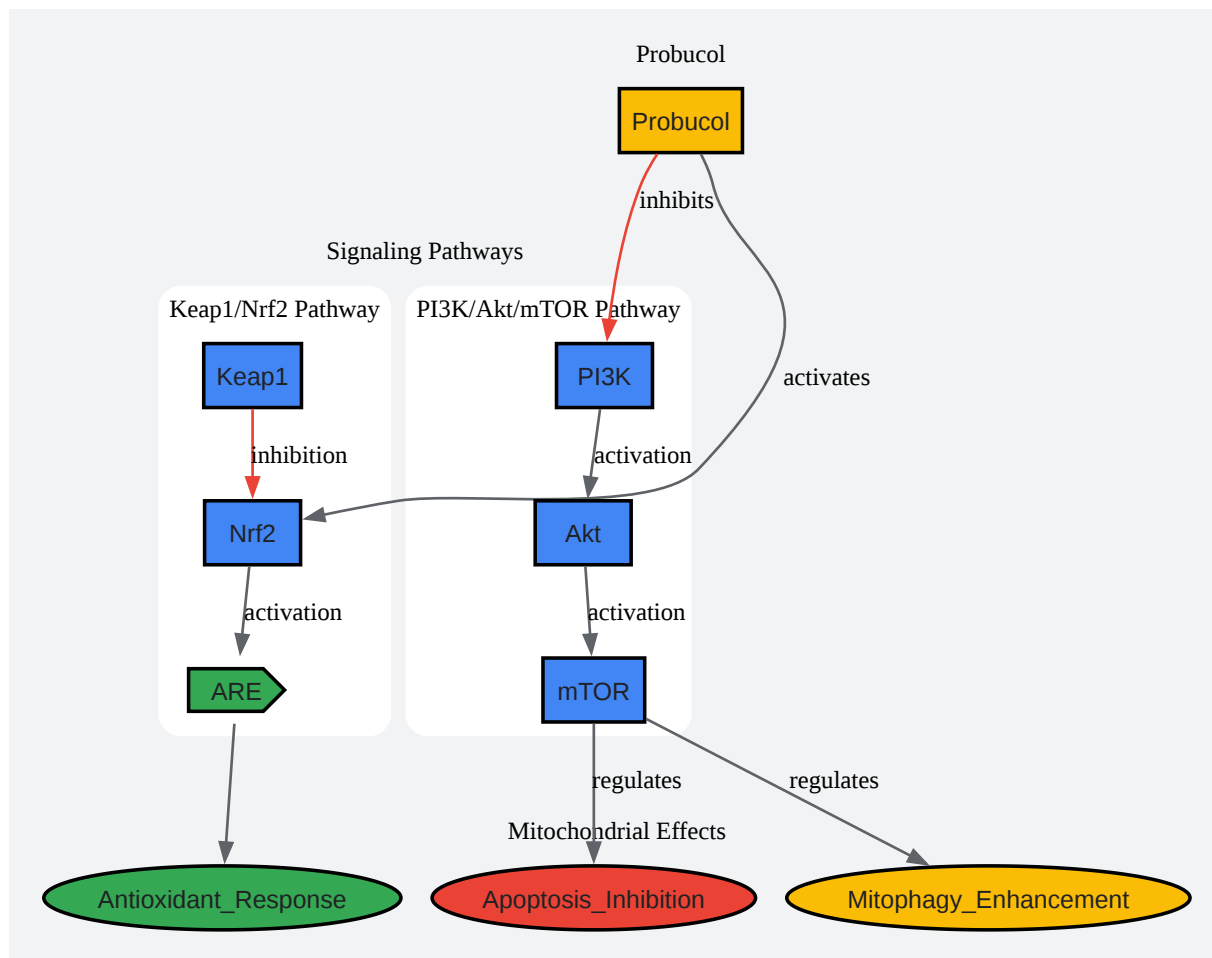 Probucol
Probucol
inhibits
Signaling Pathways
Keap1/Nrf2 Pathway
PI3K/Akt/mTOR Pathway
Keap1
PI3K
activates
inhibition
activation
Nrf2
Akt
activation
activation
ARE
mTOR
regulates
regulates
Mitochondrial Effects
Antioxidant_Response
Apoptosis_Inhibition
Mitophagy_Enhancement